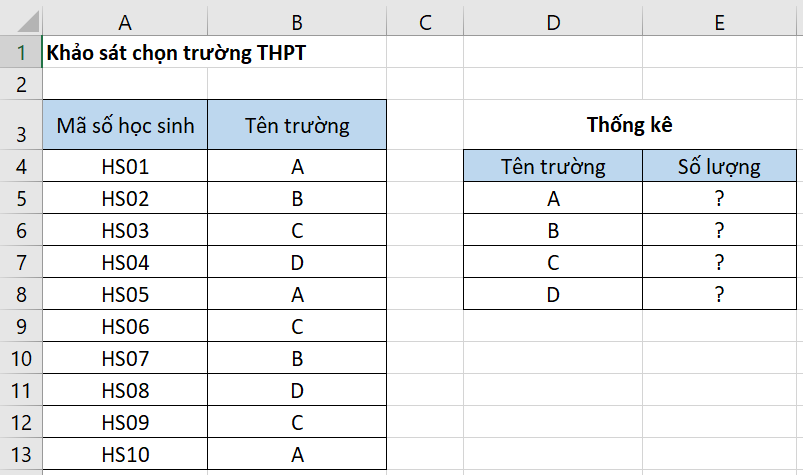 A B C D E
1 Khảo sát chọn trường THPT
2
3 Mã số học sinh Tên trường Thống kê
4 HS01 A Tên trường Số lượng
5 HS02 B A ?
6 HS03 C B ?
7 HS04 D C ?
8 HS05 A D ?
9 HS06 C
10 HS07 B
11 HS08 D
12 HS09 C
13 HS10 A